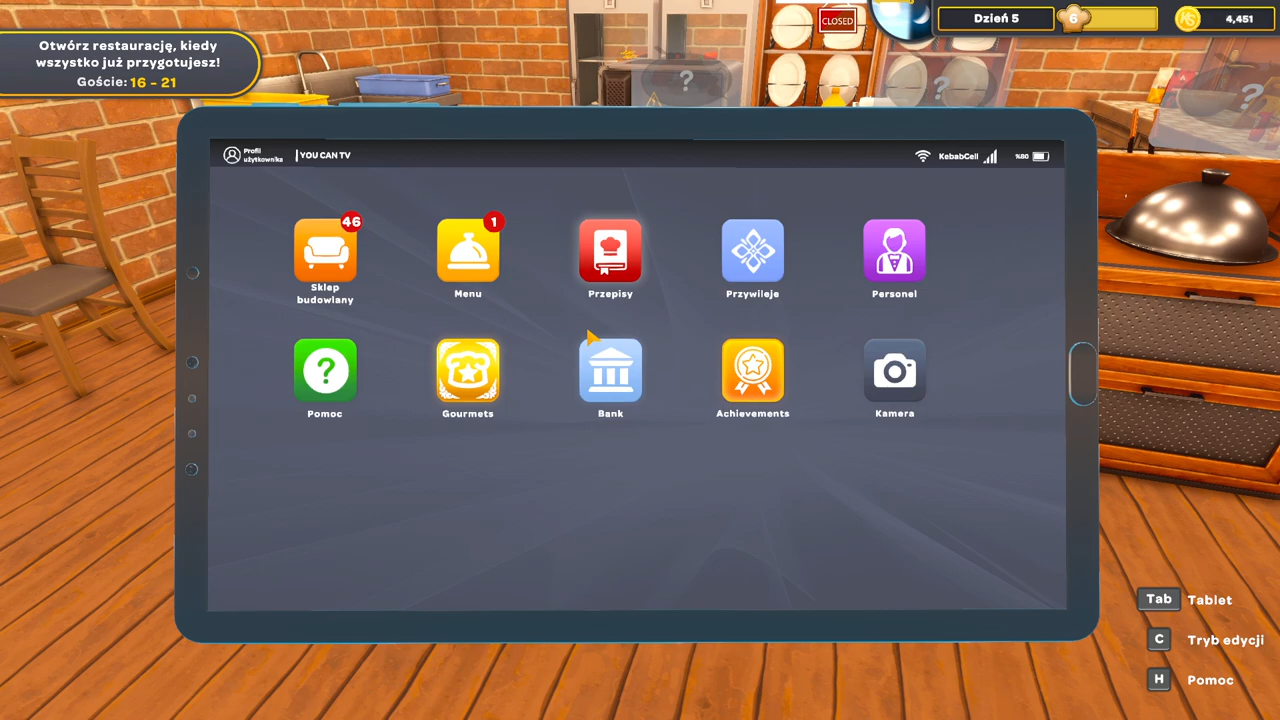 Otwórz restaurację, kiedy
wszystko już przygotujesz!
Goście: 16 - 21
CLOSED
Dzień 5
6
4,451
Profil
użytkownika
YOU CAN TV
KebabCell
%80
46
1
Sklep
budowlany
Menu
Przepisy
Przywileje
Personel
Pomoc
Gourmets
Bank
Achievements
Kamera
Tab Tablet
C Tryb edycji
H Pomoc